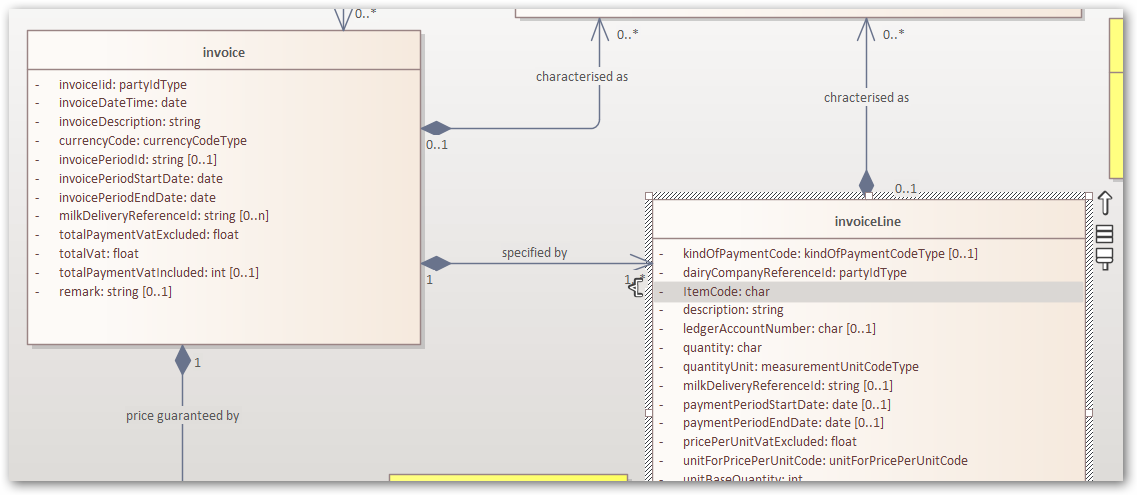 0..*
invoice
- invoiceIid: partyIdType
- invoiceDateTime: date
- invoiceDescription: string
- currencyCode: currencyCodeType
- invoicePeriodId: string [0..1]
- invoicePeriodStartDate: date
- invoicePeriodEndDate: date
- milkDeliveryReferenceId: string [0..n]
- totalPaymentVatExcluded: float
- totalVat: float
- totalPaymentVatIncluded: int [0..1]
- remark: string [0..1]
0..*
characterised as
0..1
0..*
chracterised as
0..1
specified by
1
1..*
1
price guaranteed by
invoiceLine
- kindOfPaymentCode: kindOfPaymentCodeType [0..1]
- dairyCompanyReferenceId: partyIdType
- ItemCode: char
- description: string
- ledgerAccountNumber: char [0..1]
- quantity: char
- quantityUnit: measurementUnitCodeType
- milkDeliveryReferenceId: string [0..1]
- paymentPeriodStartDate: date [0..1]
- paymentPeriodEndDate: date [0..1]
- pricePerUnitVatExcluded: float
- unitForPricePerUnitCode: unitForPricePerUnitCode
- unitBaseQuantity: int